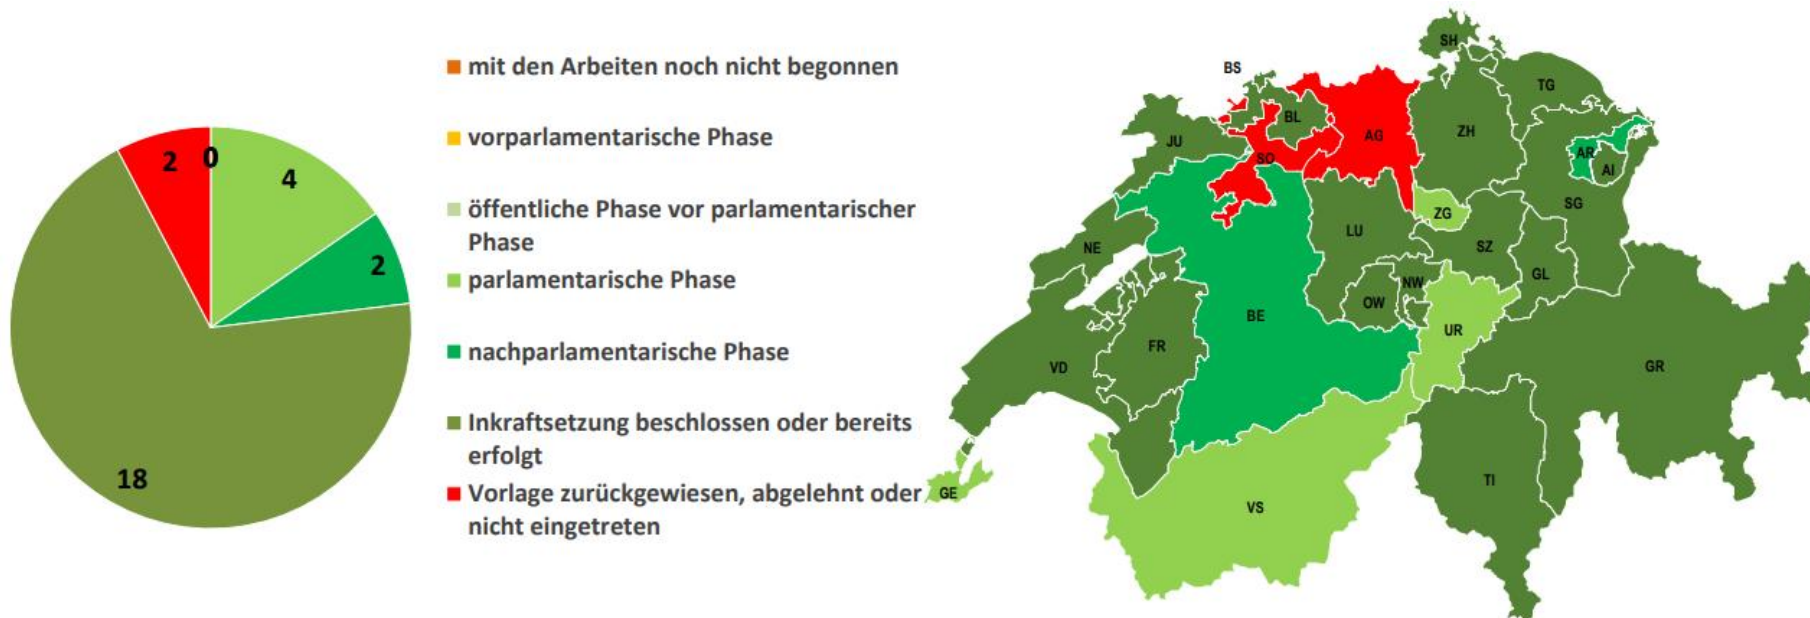 2
0
4
2
18
mit den Arbeiten noch nicht begonnen
vorparlamentarische Phase
öffentliche Phase vor parlamentarischer
Phase
parlamentarische Phase
nachparlamentarische Phase
Inkraftsetzung beschlossen oder bereits
erfolgt
Vorlage zurückgewiesen, abgelehnt oder
nicht eingetreten
SH
BS
TG
BL
AG
ZH
JU
SO
AR
AI
ZG
SG
LU
SZ
NE
GL
NW
OW
BE
UR
FR
VD
GR
TI
GE
VS